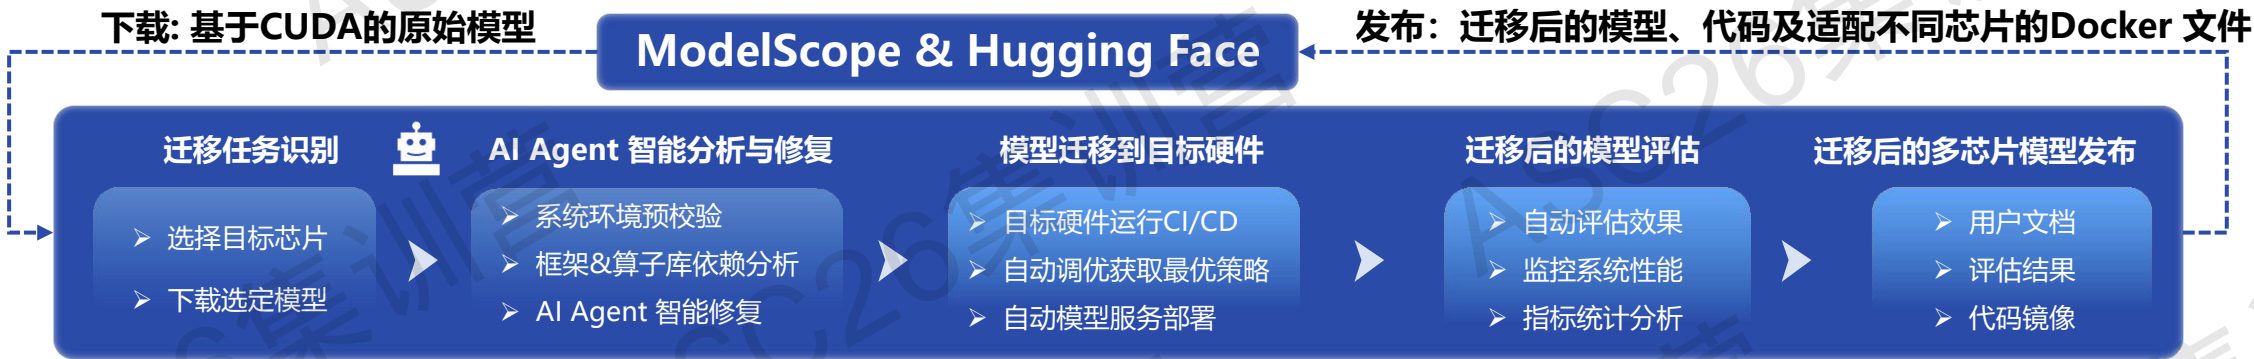 下载: 基于CUDA的原始模型
ModelScope & Hugging Face
发布：迁移后的模型、代码及适配不同芯片的Docker 文件
迁移任务识别
选择目标芯片
下载选定模型
AI Agent 智能分析与修复
系统环境预校验
框架&算子库依赖分析
AI Agent 智能修复
模型迁移到目标硬件
目标硬件运行CI/CD
自动调优获取最优策略
自动模型服务部署
迁移后的模型评估
自动评估效果
监控系统性能
指标统计分析
迁移后的多芯片模型发布
用户文档
评估结果
代码镜像
ASC26集训营